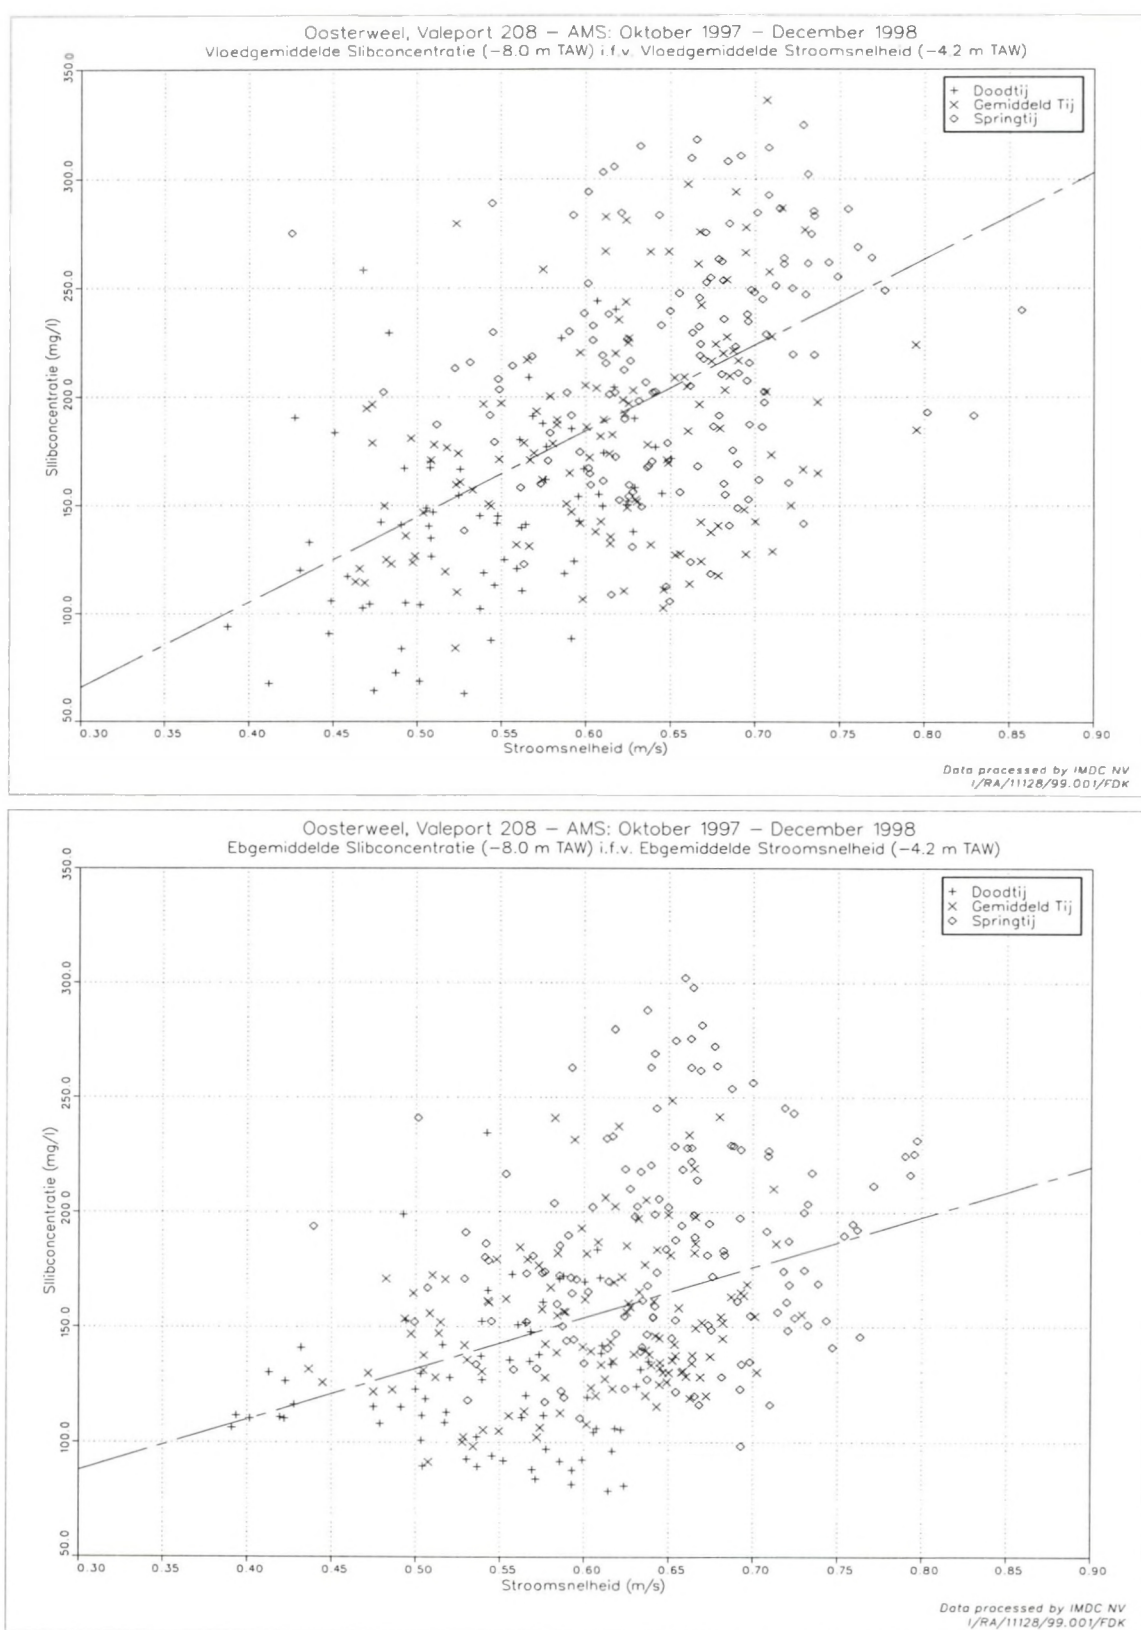 Oosterweel, Valeport 208 – AMS: Oktober 1997 – December 1998
Vloedgemiddelde Slibconcentratie (−8.0 m TAW) i.f.v. Vloedgemiddelde Stroomsnelheid (−4.2 m TAW)
+ Doodtij
× Gemiddeld Tij
◇ Springtij
350.0
300.0
250.0
200.0
150.0
100.0
50.0
Sllibconcentratie (mg/l)
0.30 0.35 0.40 0.45 0.50 0.55 0.60 0.65 0.70 0.75 0.80 0.85 0.90
Stroomsnelheid (m/s)
Data processed by IMDC NV
I/RA/11128/99.001/FDK
Oosterweel, Valeport 208 – AMS: Oktober 1997 – December 1998
Ebgemiddelde Slibconcentratie (−8.0 m TAW) i.f.v. Ebgemiddelde Stroomsnelheid (−4.2 m TAW)
+ Doodtij
× Gemiddeld Tij
◇ Springtij
350.0
300.0
250.0
200.0
150.0
100.0
50.0
Sllibconcentratie (mg/l)
0.30 0.35 0.40 0.45 0.50 0.55 0.60 0.65 0.70 0.75 0.80 0.85 0.90
Stroomsnelheid (m/s)
Data processed by IMDC NV
I/RA/11128/99.001/FDK